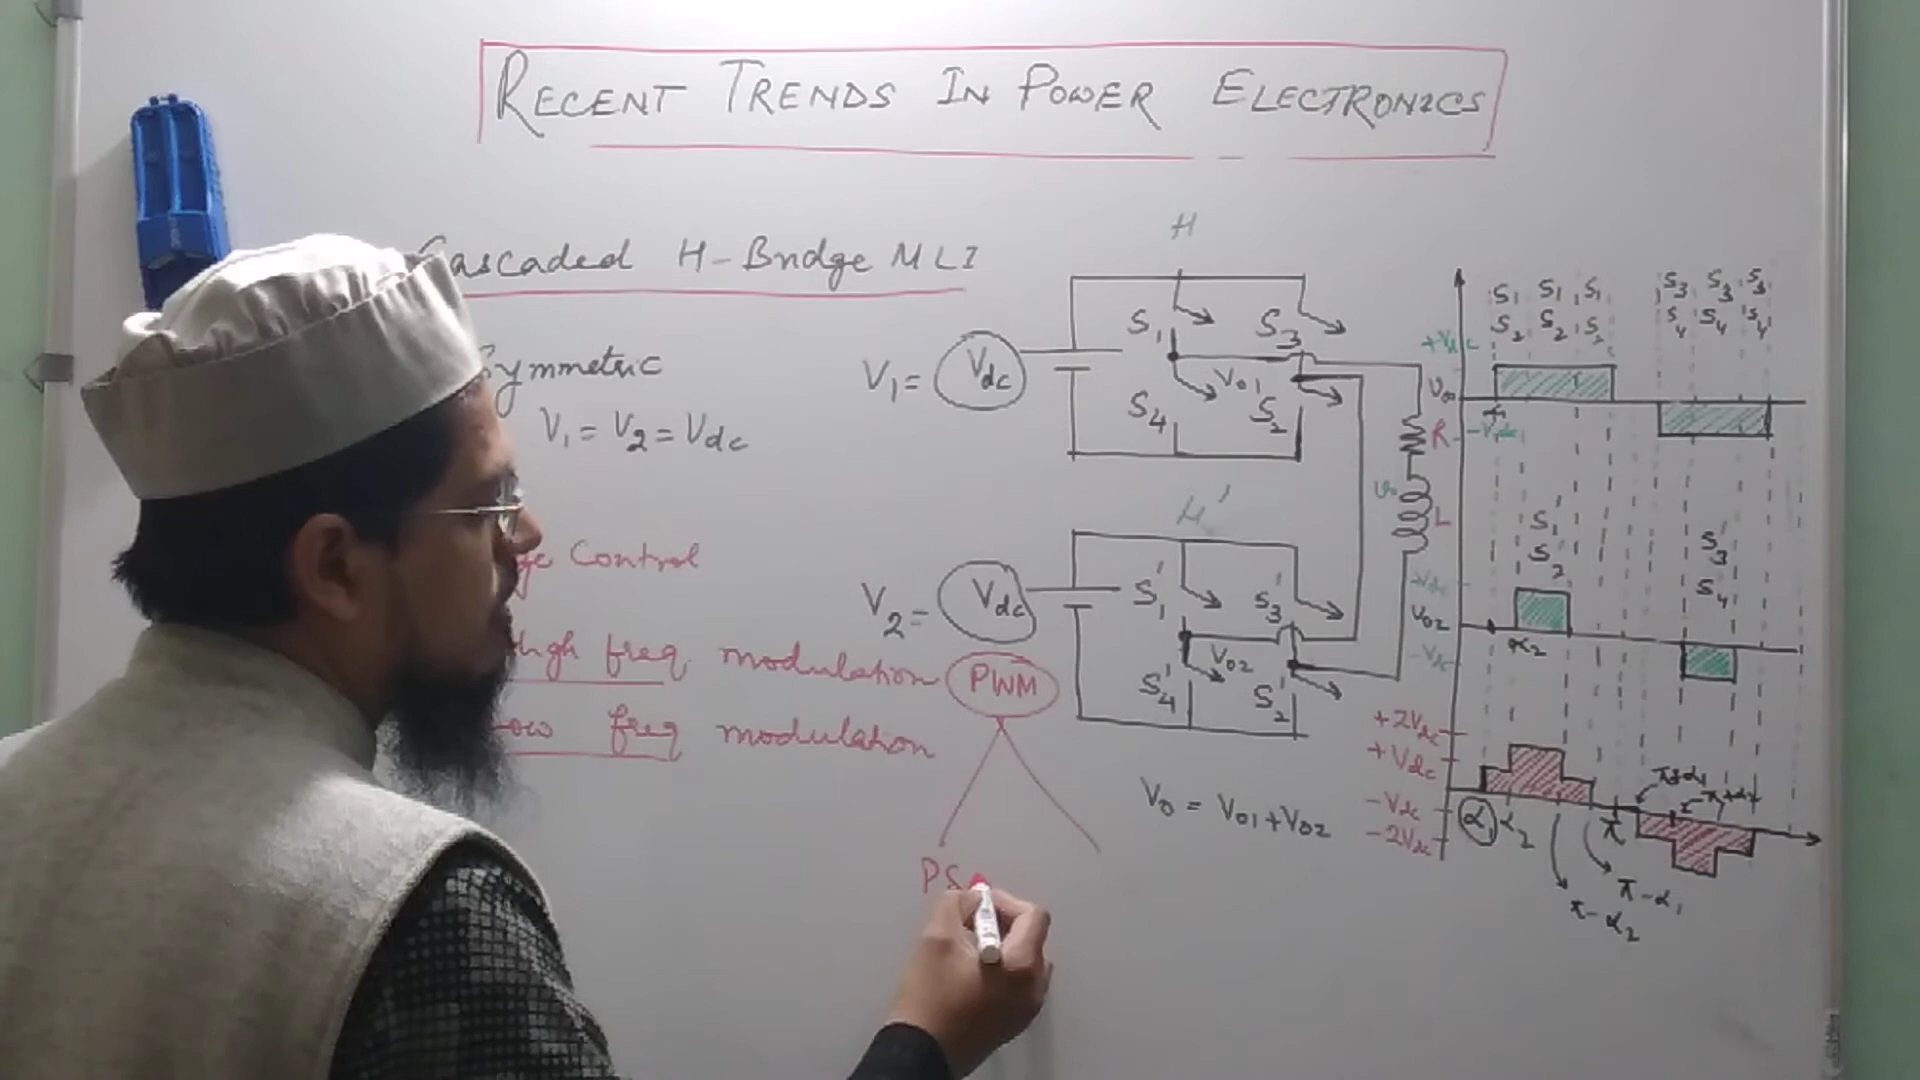 RECENT TRENDS IN POWER ELECTRONICS
Cascaded H-Bridge MLI
Symmetric
V1 = V2 = Vdc
Control
High freq. modulation PWM
Low freq modulation
PS
H
V1 = Vdc
S1 S3
V01
S4 S2
R
L
H'
V2 = Vdc
S1' S3'
V02
S4' S2'
V0 = V01 + V02
S1 S1 S1 S3 S3 S3
S2 S2 S2 S4 S4 S4
+Vdc
-Vdc
S1' S3'
S2' S4'
+Vdc
V02
α2
-Vdc
+2Vdc
+Vdc
-Vdc
-2Vdc
α1 α2 π π+α1 π+α2
π-α1
π-α2